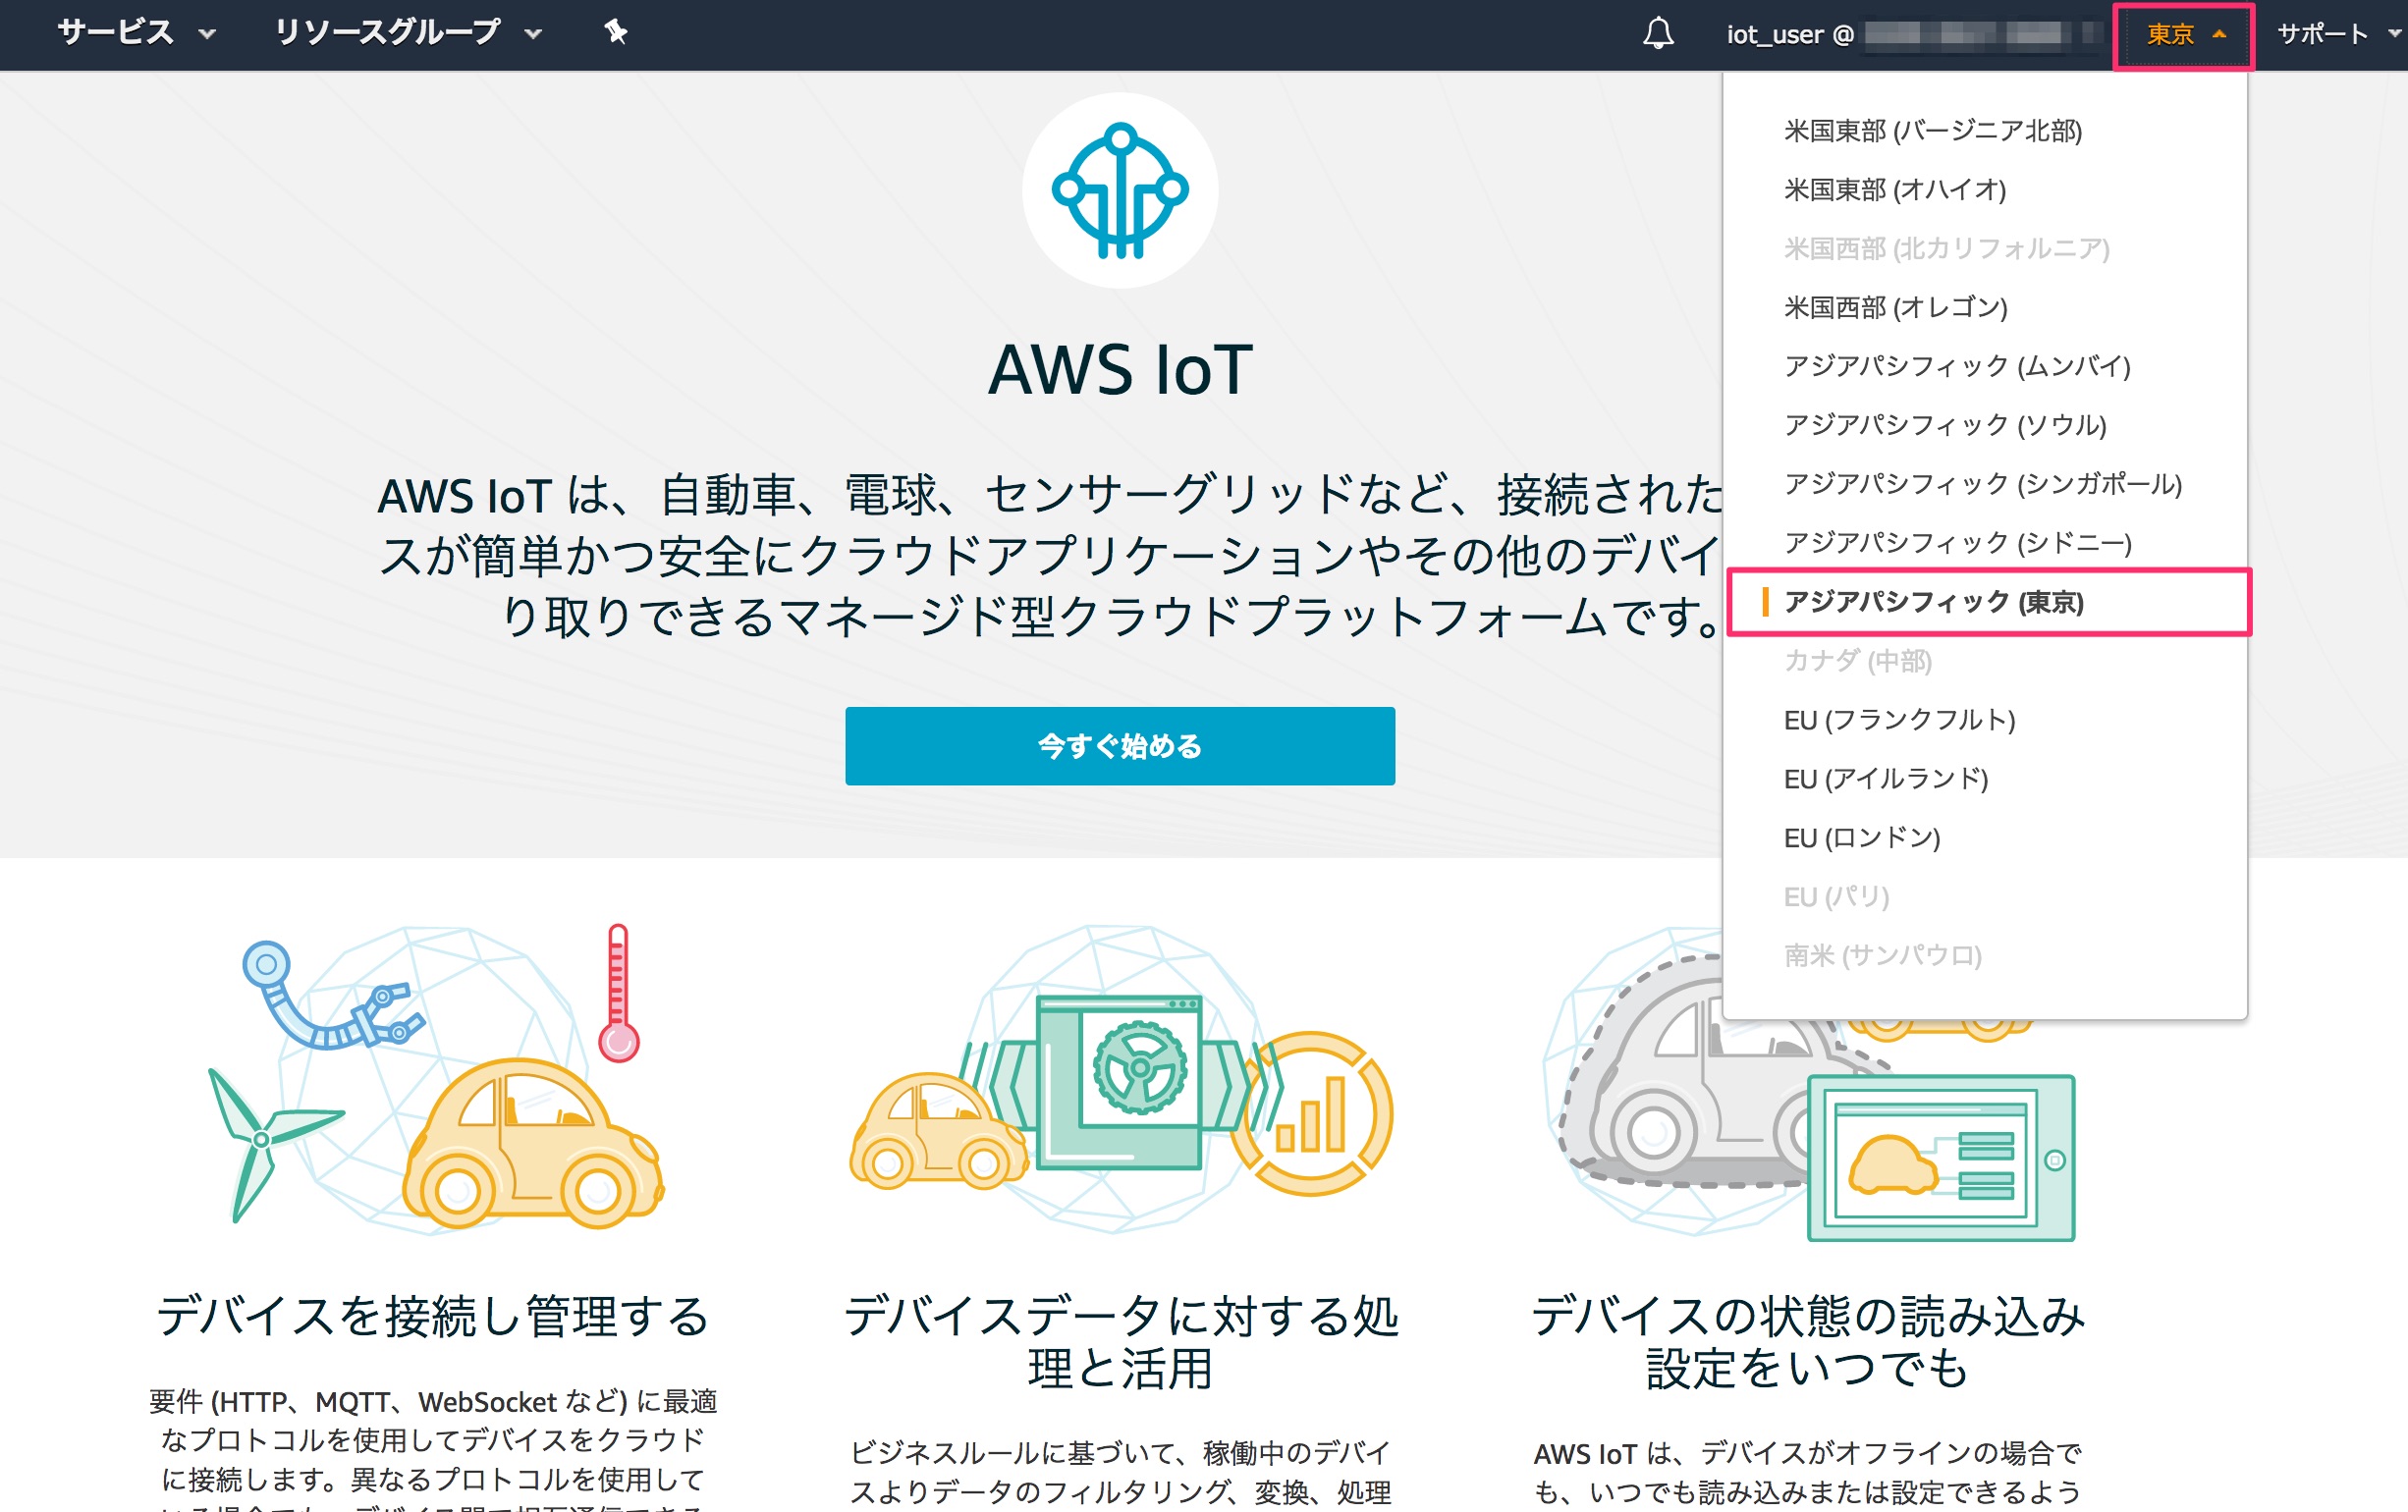 サービス
リソースグループ
iot_user @
東京
サポート
米国東部 (バージニア北部)
米国東部 (オハイオ)
米国西部 (北カリフォルニア)
米国西部 (オレゴン)
アジアパシフィック (ムンバイ)
アジアパシフィック (ソウル)
アジアパシフィック (シンガポール)
アジアパシフィック (シドニー)
アジアパシフィック (東京)
カナダ (中部)
EU (フランクフルト)
EU (アイルランド)
EU (ロンドン)
EU (パリ)
南米 (サンパウロ)
AWS IoT
AWS IoT は、自動車、電球、センサーグリッドなど、接続された
スが簡単かつ安全にクラウドアプリケーションやその他のデバイ
り取りできるマネージド型クラウドプラットフォームです。
今すぐ始める
デバイスを接続し管理する
要件 (HTTP、MQTT、WebSocket など) に最適
なプロトコルを使用してデバイスをクラウド
に接続します。異なるプロトコルを使用して
デバイスデータに対する処
理と活用
ビジネスルールに基づいて、稼働中のデバイ
スよりデータのフィルタリング、変換、処理
デバイスの状態の読み込み
設定をいつでも
AWS IoT は、デバイスがオフラインの場合で
も、いつでも読み込みまたは設定できるよう